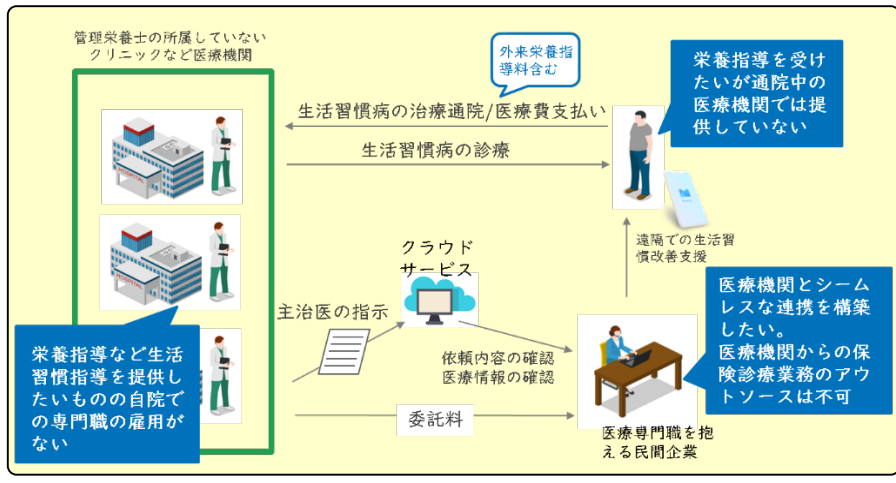 管理栄養士の所属していない
クリニックなど医療機関
外来栄養指
導料含む
栄養指導を受け
たいが通院中の
医療機関では提
供していない
生活習慣病の治療通院/医療費支払い
生活習慣病の診療
HOSPITAL
遠隔での生活習
慣改善支援
クラウド
サービス
主治医の指示
依頼内容の確認
医療情報の確認
医療機関とシーム
レスな連携を構築
したい。
医療機関からの保
険診療業務のアウ
トソースは不可
栄養指導など生活
習慣指導を提供し
たいものの自院で
の専門職の雇用が
ない
委託料
医療専門職を抱
える民間企業